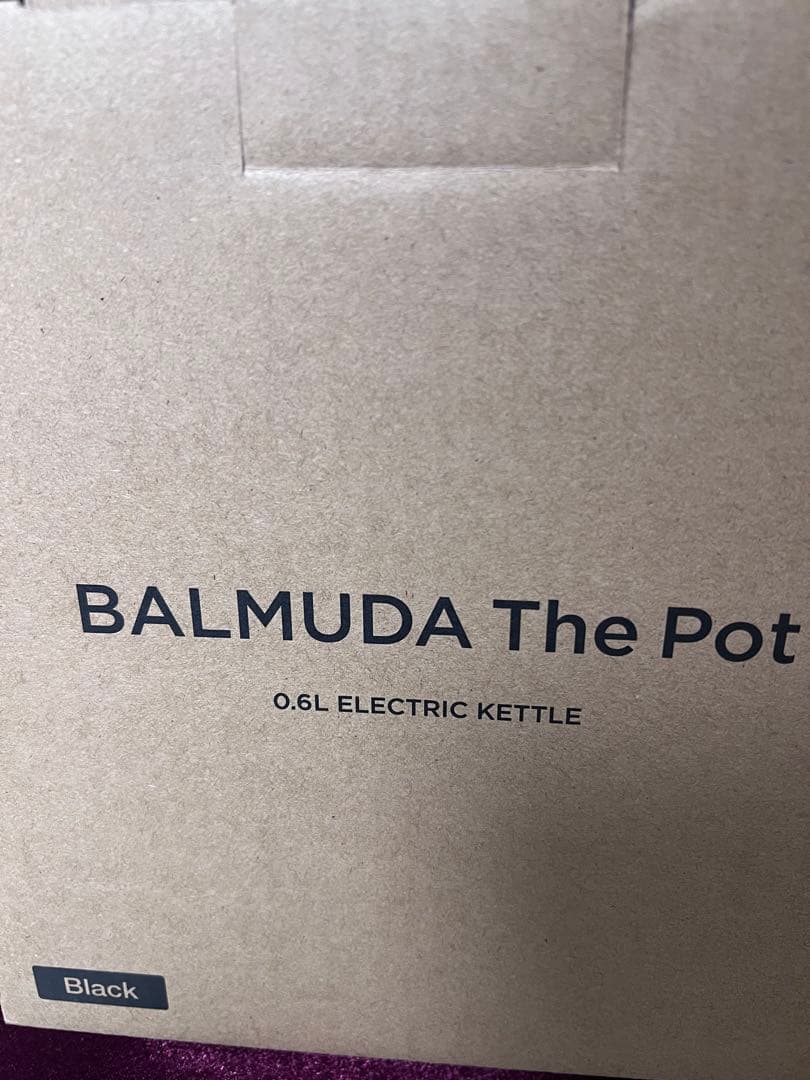 BALMUDA The Pot
0.6L ELECTRIC KETTLE
Black